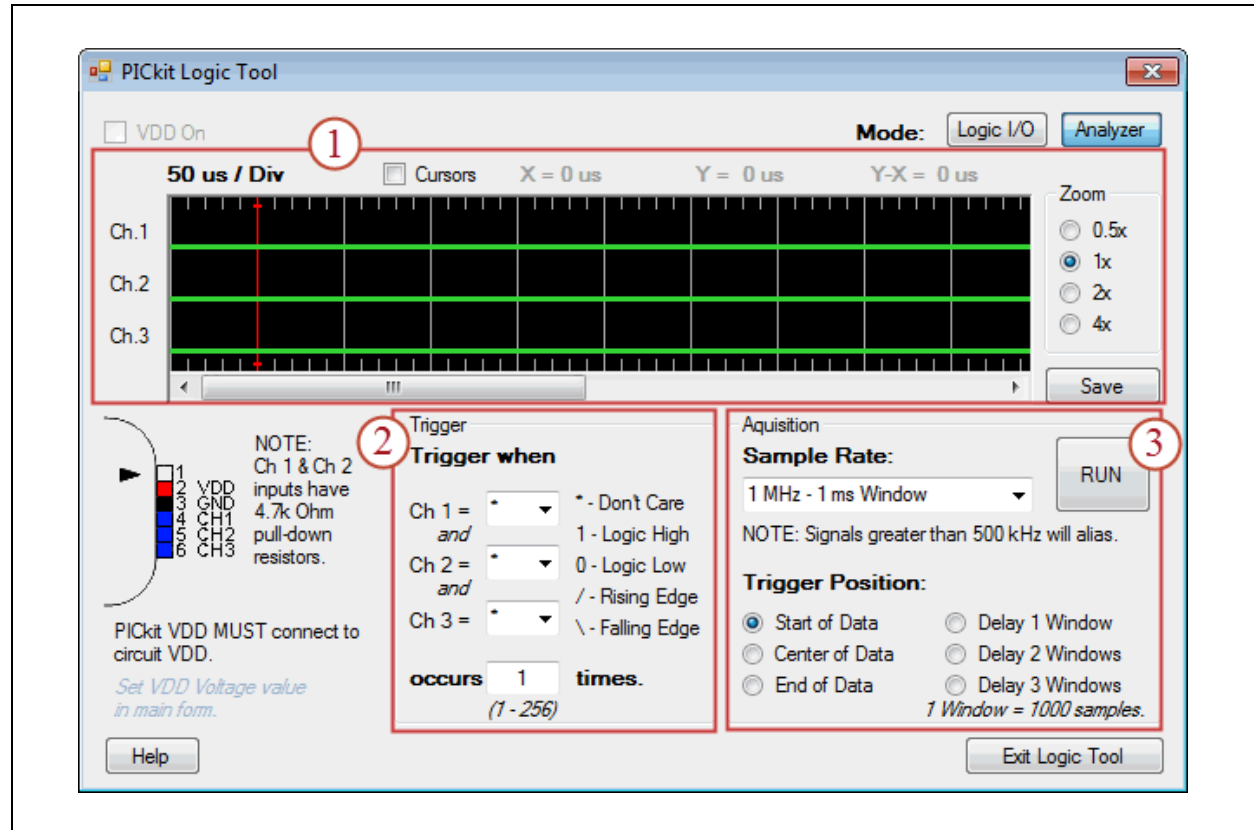 PICkit Logic Tool
VDD On
Mode: Logic I/O Analyzer
1
50 us / Div Cursors X = 0 us Y = 0 us Y-X = 0 us
Zoom
0.5x
1x
2x
4x
Ch.1
Ch.2
Ch.3
Save
NOTE:
Ch 1 & Ch 2
inputs have
4.7k Ohm
pull-down
resistors.
1
2 VDD
3 GND
4 CH1
5 CH2
6 CH3
PICkit VDD MUST connect to
circuit VDD.
Set VDD Voltage value
in main form.
2
Trigger
Trigger when
Ch 1 = *
and
Ch 2 = *
and
Ch 3 = *
* - Don't Care
1 - Logic High
0 - Logic Low
/ - Rising Edge
\ - Falling Edge
occurs 1 times.
(1 - 256)
3
Aquisition
Sample Rate:
1 MHz - 1 ms Window
RUN
NOTE: Signals greater than 500 kHz will alias.
Trigger Position:
Start of Data
Center of Data
End of Data
Delay 1 Window
Delay 2 Windows
Delay 3 Windows
1 Window = 1000 samples.
Help
Exit Logic Tool